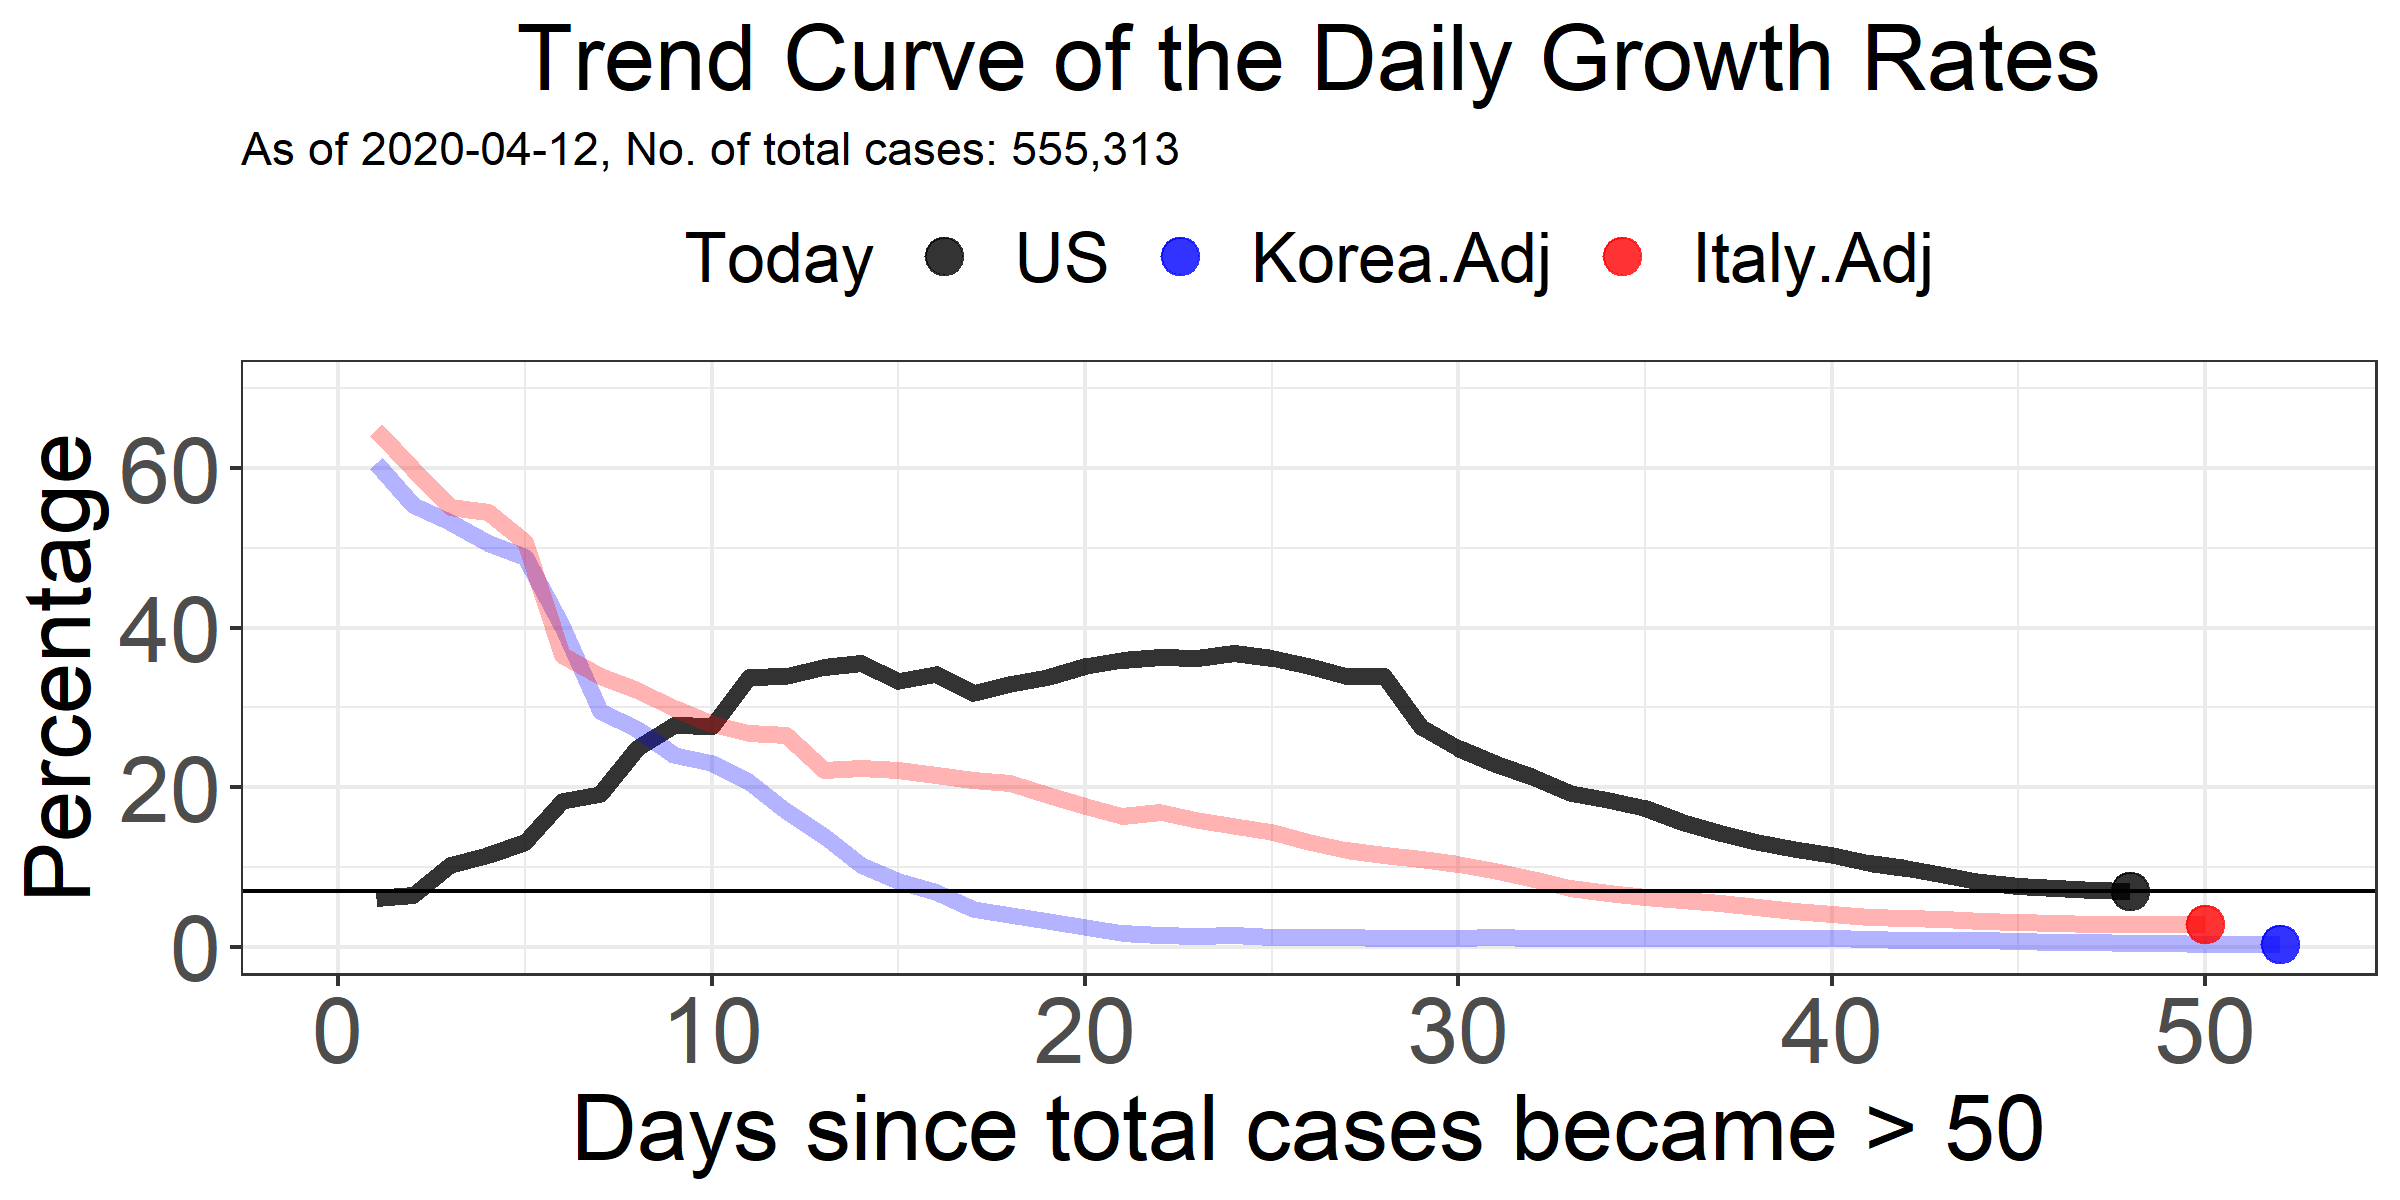 Trend Curve of the Daily Growth Rates
As of 2020-04-12, No. of total cases: 555,313
Today US Korea.Adj Italy.Adj
Percentage
60
40
20
0
0 10 20 30 40 50
Days since total cases became > 50